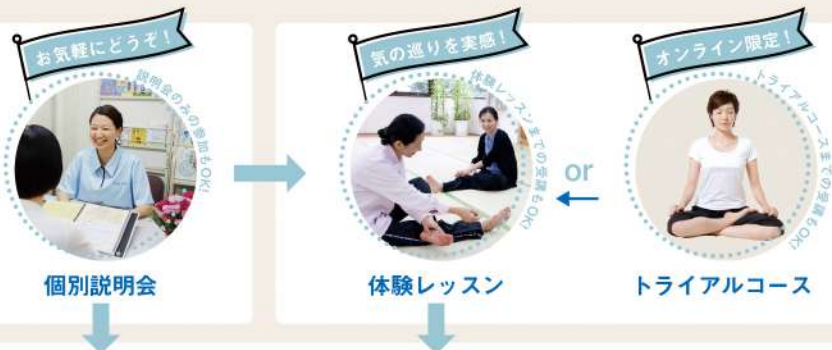 お気軽にどうぞ!
説明会のみの参加もOK!
個別説明会
気の巡りを実感!
体験レッスンまでの受講もOK!
体験レッスン
or
オンライン限定!
トライアルコースまでの受講もOK!
トライアルコース